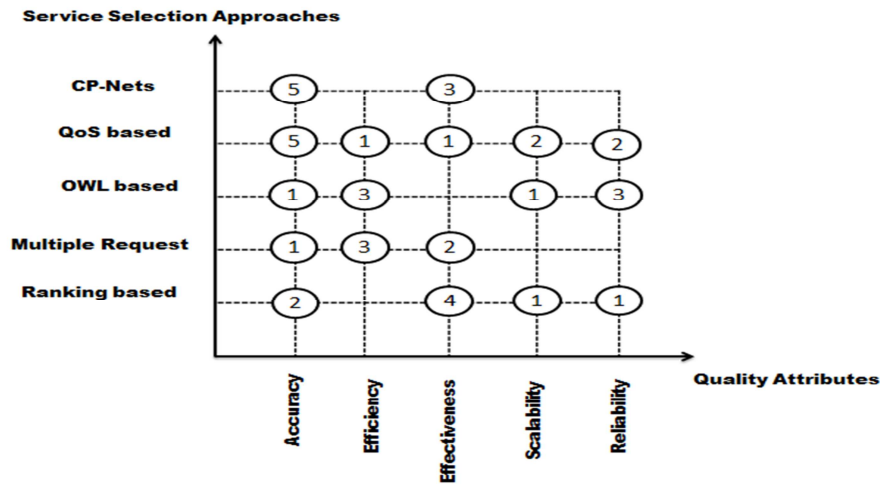 Service Selection Approaches
CP-Nets 5 3
QoS based 5 1 1 2 2
OWL based 1 3 1 3
Multiple Request 1 3 2
Ranking based 2 4 1 1
Quality Attributes
Accuracy
Efficiency
Effectiveness
Scalability
Reliability